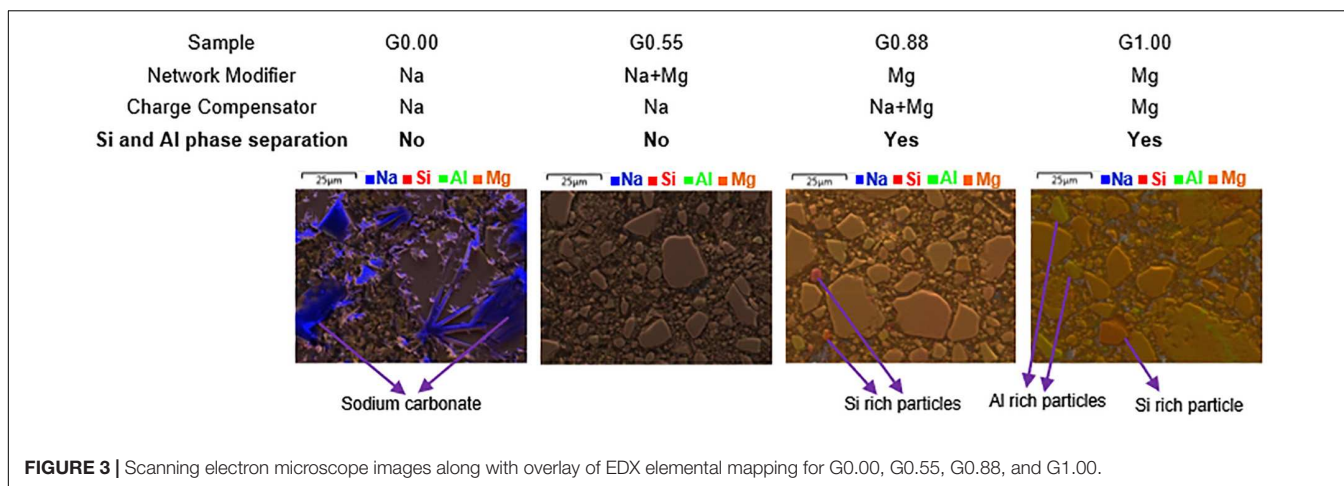 Sample G0.00 G0.55 G0.88 G1.00
Network Modifier Na Na+Mg Mg Mg
Charge Compensator Na Na Na+Mg Mg
Si and Al phase separation No No Yes Yes
25μm Na Si Al Mg 25μm Na Si Al Mg 25μm Na Si Al Mg 25μm Na Si Al Mg
Sodium carbonate Si rich particles Al rich particles Si rich particle
FIGURE 3 | Scanning electron microscope images along with overlay of EDX elemental mapping for G0.00, G0.55, G0.88, and G1.00.